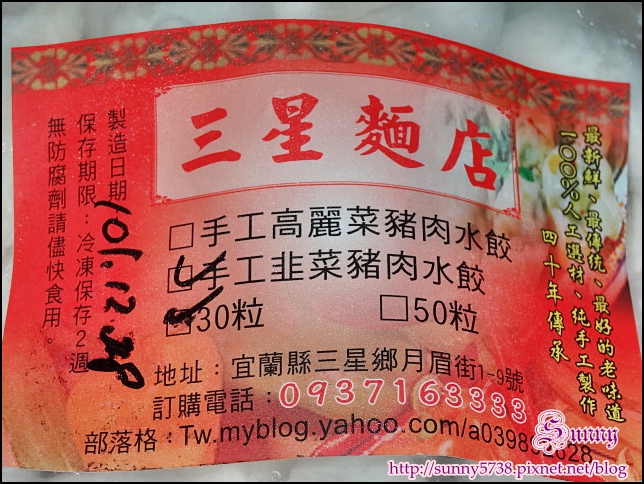 三星麵店
最新鮮、最傳統、最好的老味道
100%人工選材、純手工製作
四十年傳承
製造日期 101.12.28
保存期限：冷凍保存2週
無防腐劑請儘快食用。
□手工高麗菜豬肉水餃
□手工韭菜豬肉水餃
□30粒 □50粒
地址：宜蘭縣三星鄉月眉街1-9號
訂購電話：0937163333
部落格：Tw.myblog.yahoo.com/a039892628
Sunny
http://sunny5738.pixnet.net/blog